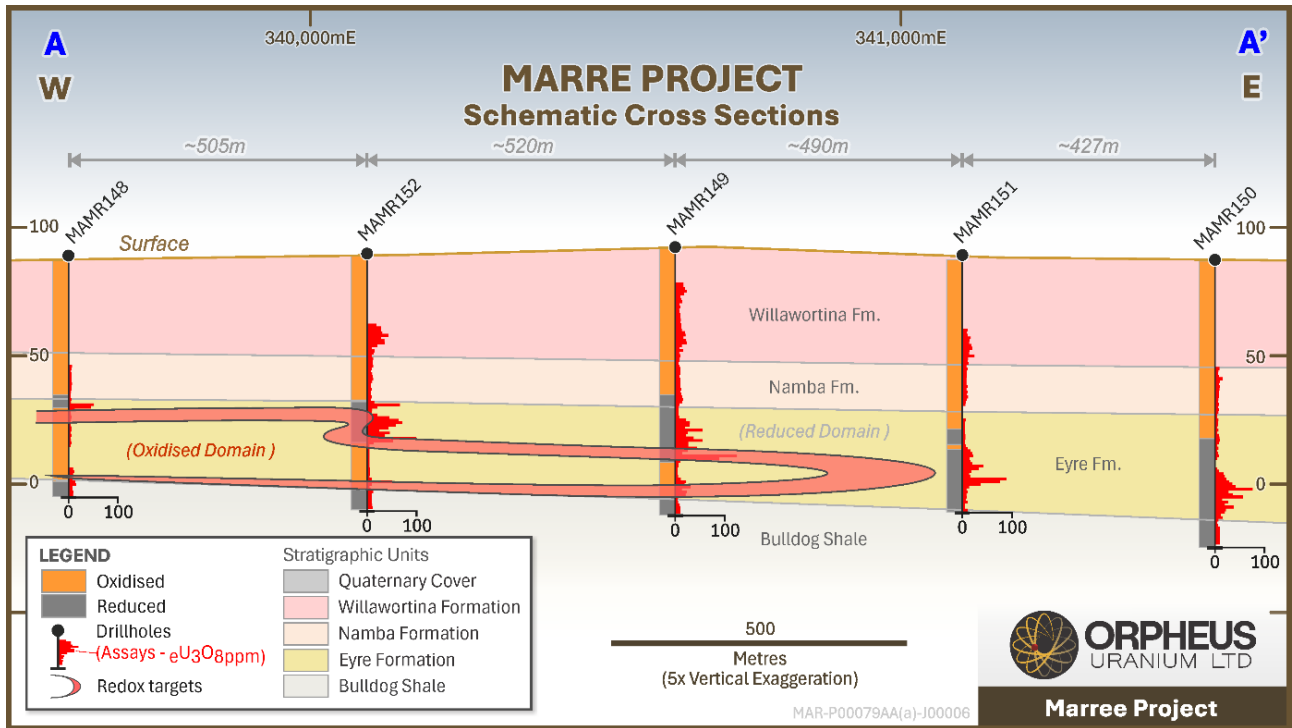 A
W
340,000mE
341,000mE
A'
E
MARRE PROJECT
Schematic Cross Sections
~505m
~520m
~490m
~427m
MAMR148
MAMR152
MAMR149
MAMR151
MAMR150
100
100
Surface
Willawortina Fm.
50
50
Namba Fm.
(Oxidised Domain )
(Reduced Domain )
Eyre Fm.
0
0
0 100
0 100
0 100
0 100
0 100
Bulldog Shale
LEGEND
Oxidised
Reduced
Drillholes
(Assays - eU3O8ppm)
Redox targets
Stratigraphic Units
Quaternary Cover
Willawortina Formation
Namba Formation
Eyre Formation
Bulldog Shale
500
Metres
(5x Vertical Exaggeration)
MAR-P00079AA(a)-J00006
ORPHEUS
URANIUM LTD
Marree Project